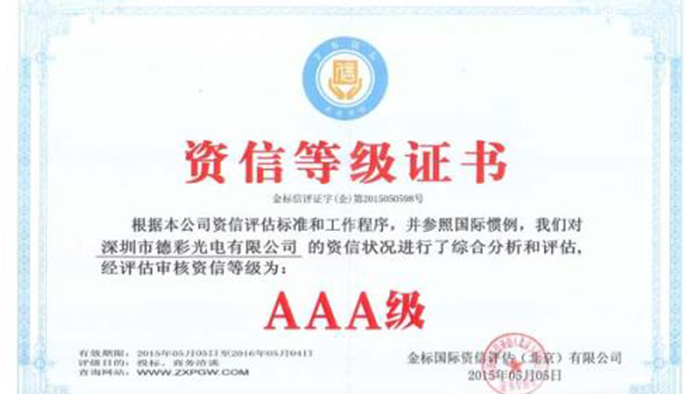 信
资信等级证书
金标信评证字(企)第2015050598号
根据本公司资信评估标准和工作程序,并参照国际惯例,我们对
深圳市德彩光电有限公司 的资信状况进行了综合分析和评估,
经评估审核资信等级为:
AAA级
有效期限: 2015年05月05日至2016年05月04日
评级目的: 投标、商务洽谈
查询网站: WWW.ZXPGW.COM
金标国际资信评估(北京)有限公司
2015年05月05日